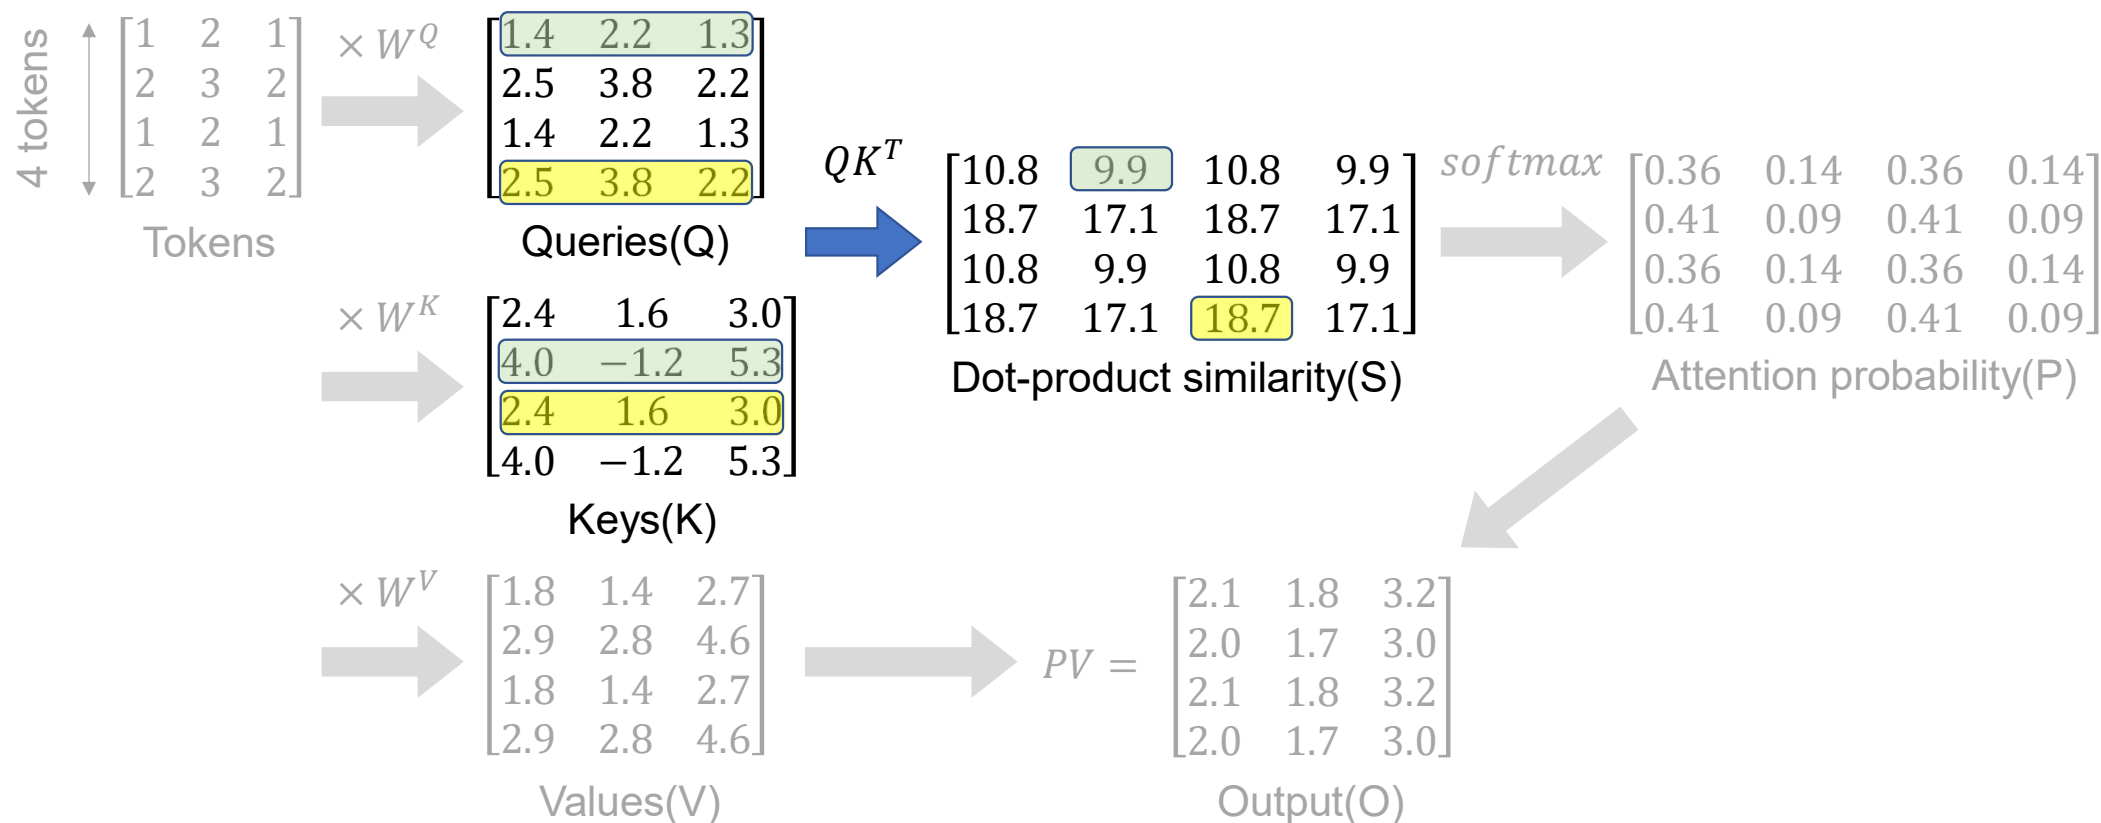 4 tokens
1 2 1
2 3 2
1 2 1
2 3 2
Tokens
× W^Q
1.4 2.2 1.3
2.5 3.8 2.2
1.4 2.2 1.3
2.5 3.8 2.2
Queries(Q)
× W^K
2.4 1.6 3.0
4.0 −1.2 5.3
2.4 1.6 3.0
4.0 −1.2 5.3
Keys(K)
× W^V
1.8 1.4 2.7
2.9 2.8 4.6
1.8 1.4 2.7
2.9 2.8 4.6
Values(V)
QK^T
10.8 9.9 10.8 9.9
18.7 17.1 18.7 17.1
10.8 9.9 10.8 9.9
18.7 17.1 18.7 17.1
Dot-product similarity(S)
softmax
0.36 0.14 0.36 0.14
0.41 0.09 0.41 0.09
0.36 0.14 0.36 0.14
0.41 0.09 0.41 0.09
Attention probability(P)
PV =
2.1 1.8 3.2
2.0 1.7 3.0
2.1 1.8 3.2
2.0 1.7 3.0
Output(O)